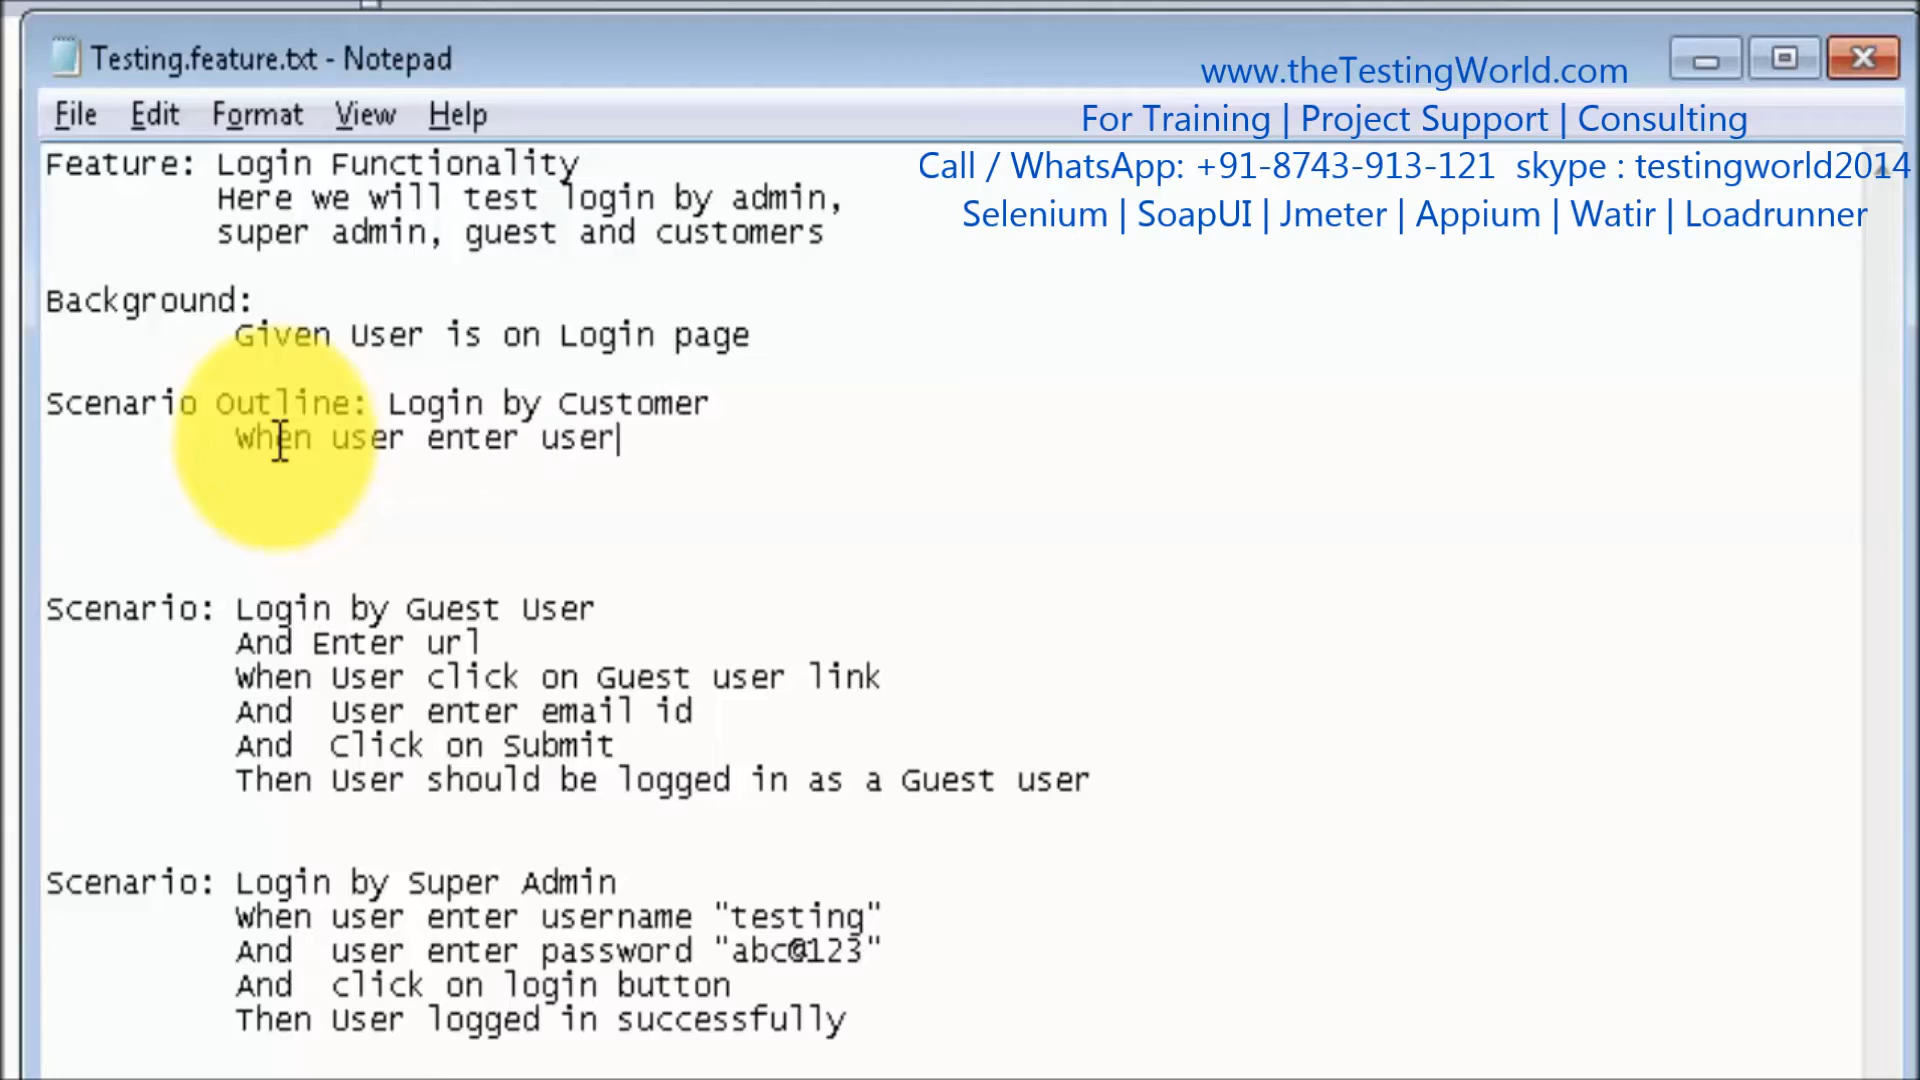 Testing.feature.txt - Notepad
www.theTestingWorld.com
File Edit Format View Help
For Training | Project Support | Consulting
Call / WhatsApp: +91-8743-913-121 skype : testingworld2014
Selenium | SoapUI | Jmeter | Appium | Watir | Loadrunner
Feature: Login Functionality
Here we will test login by admin,
super admin, guest and customers
Background:
Given User is on Login page
Scenario Outline: Login by Customer
When user enter user
Scenario: Login by Guest User
And Enter url
When User click on Guest user link
And User enter email id
And Click on Submit
Then User should be logged in as a Guest user
Scenario: Login by Super Admin
When user enter username "testing"
And user enter password "abc@123"
And click on login button
Then User logged in successfully